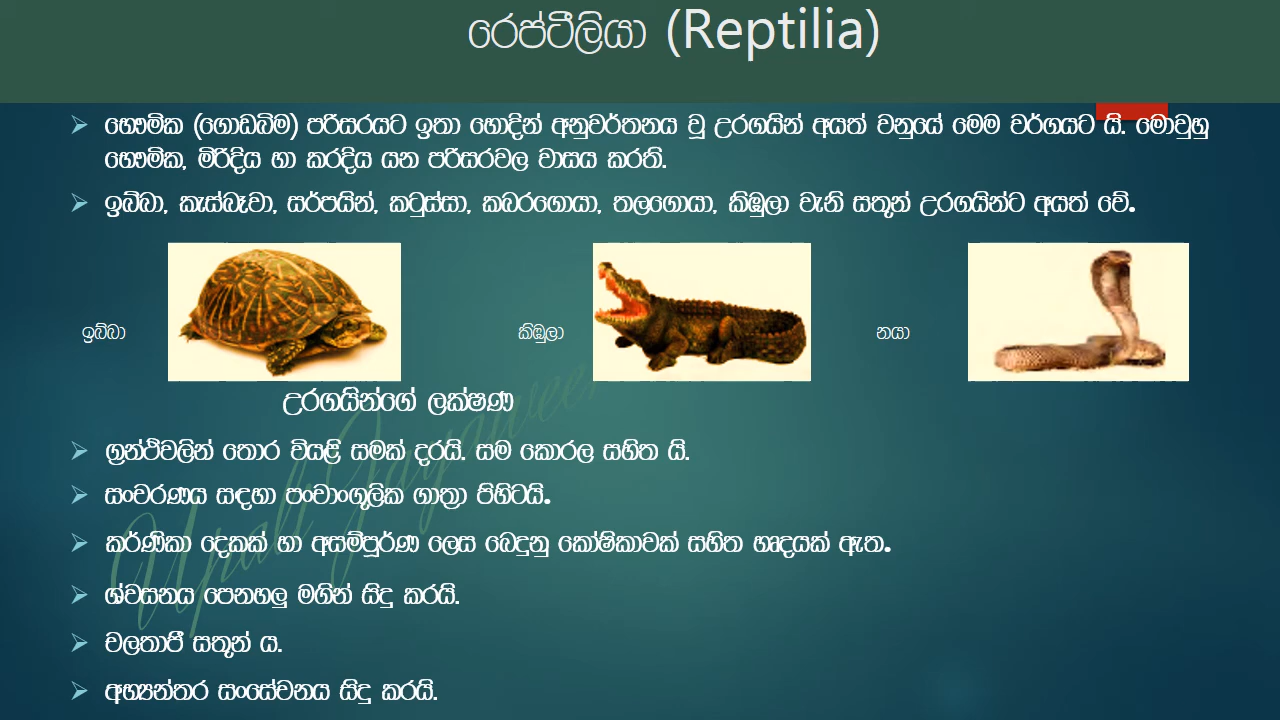 රෙප්ටීලියා (Reptilia)
➢ භෞමික (ගොඩබිම) පරිසරයට ඉතා හොදින් අනුවර්තනය වූ උරගයින් අයත් වනුයේ මෙම වර්ගයට යි. මොවුහු
භෞමික, මිරිදිය හා කරදිය යන පරිසරවල වාසය කරති.
➢ ඉබ්බා, කැස්බෑවා, සර්පයින්, කටුස්සා, කබරගොයා, තලගොයා, කිඹුලා වැනි සතුන් උරගයින්ට අයත් වේ.
ඉබ්බා කිඹුලා නයා
උරගයින්ගේ ලක්ෂණ
➢ ග්‍රන්ථිවලින් තොර වියළි සමක් දරයි. සම කොරල සහිත යි.
➢ සංචරණය සඳහා පංචාංගුලික ගාත්‍රා පිහිටයි.
➢ කර්ණිකා දෙකක් හා අසම්පූර්ණ ලෙස බෙදුනු කෝෂිකාවක් සහිත හෘදයක් ඇත.
➢ ශ්වසනය පෙනහලු මගින් සිදු කරයි.
➢ චලතාපී සතුන් ය.
➢ අභ්‍යන්තර සංසේචනය සිදු කරයි.
Upali Jayaweer